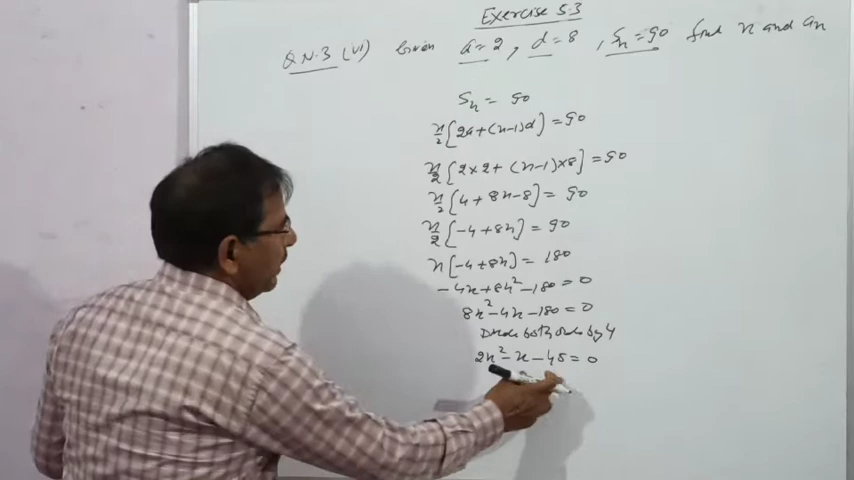 Exercise 5.3
Q.N.3 (VI) Given a = 2, d = 8, Sn = 90 find n and an
Sn = 90
n/2 [2a + (n-1)d] = 90
n/2 [2×2 + (n-1)×8] = 90
n/2 [4 + 8n - 8] = 90
n/2 [-4 + 8n] = 90
n [-4 + 8n] = 180
-4n + 8n² - 180 = 0
8n² - 4n - 180 = 0
Divide both sides by 4
2n² - n - 45 = 0